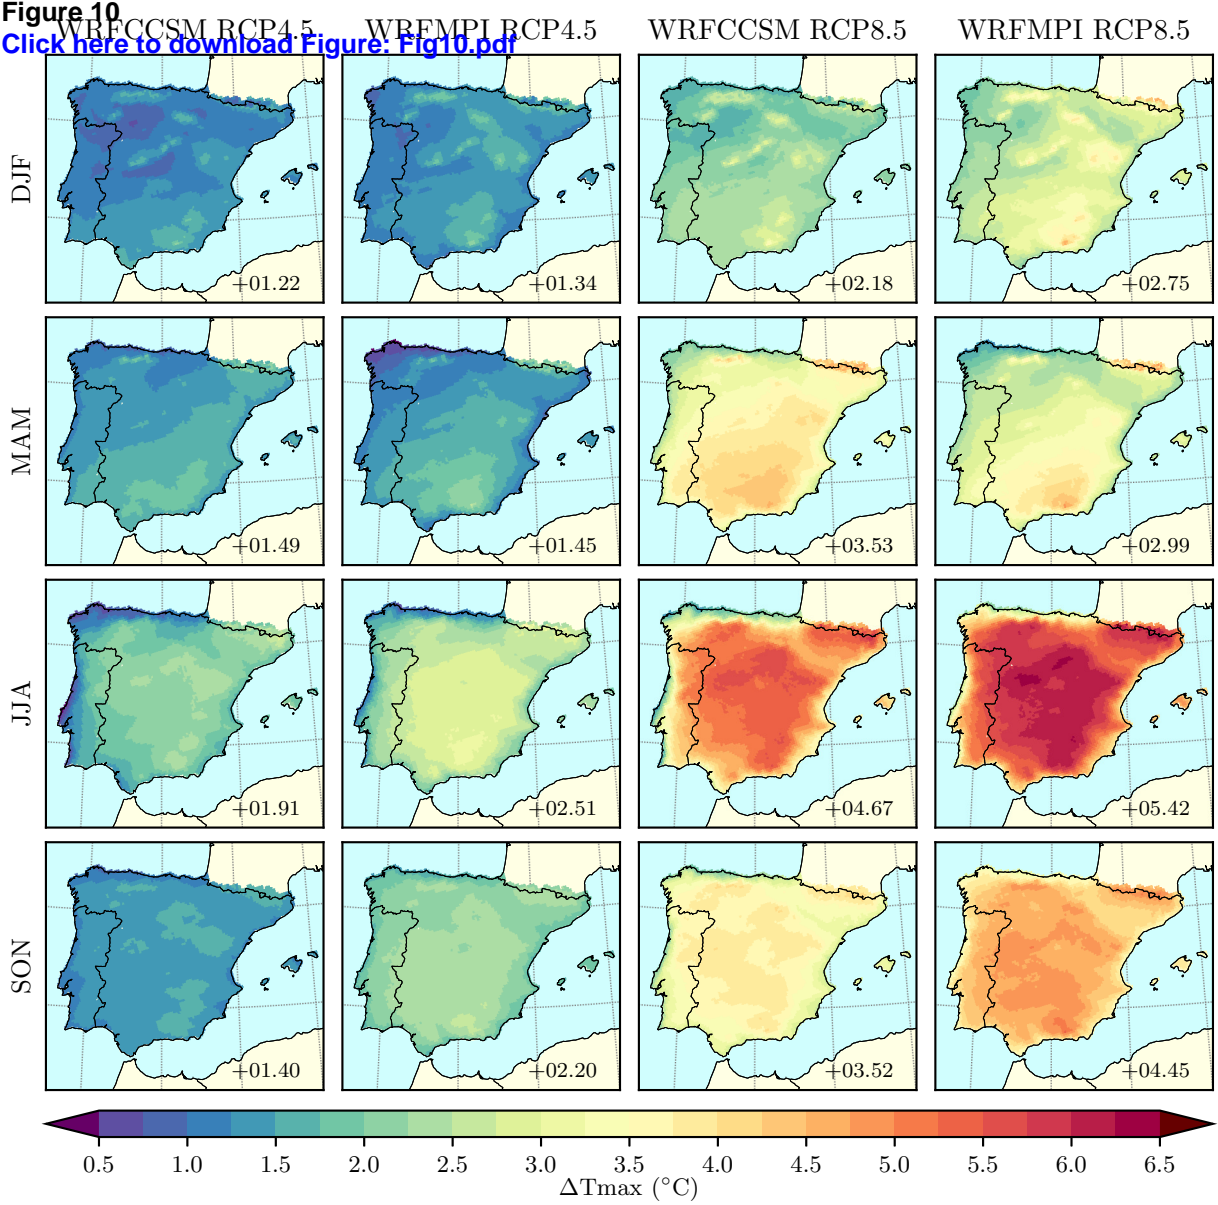 Figure 10
WRFCCSM RCP4.5 WRFMPI RCP4.5 WRFCCSM RCP8.5 WRFMPI RCP8.5
Click here to download Figure: Fig10.pdf
DJF
+01.22 +01.34 +02.18 +02.75
MAM
+01.49 +01.45 +03.53 +02.99
JJA
+01.91 +02.51 +04.67 +05.42
SON
+01.40 +02.20 +03.52 +04.45
0.5 1.0 1.5 2.0 2.5 3.0 3.5 4.0 4.5 5.0 5.5 6.0 6.5
ΔTmax (°C)